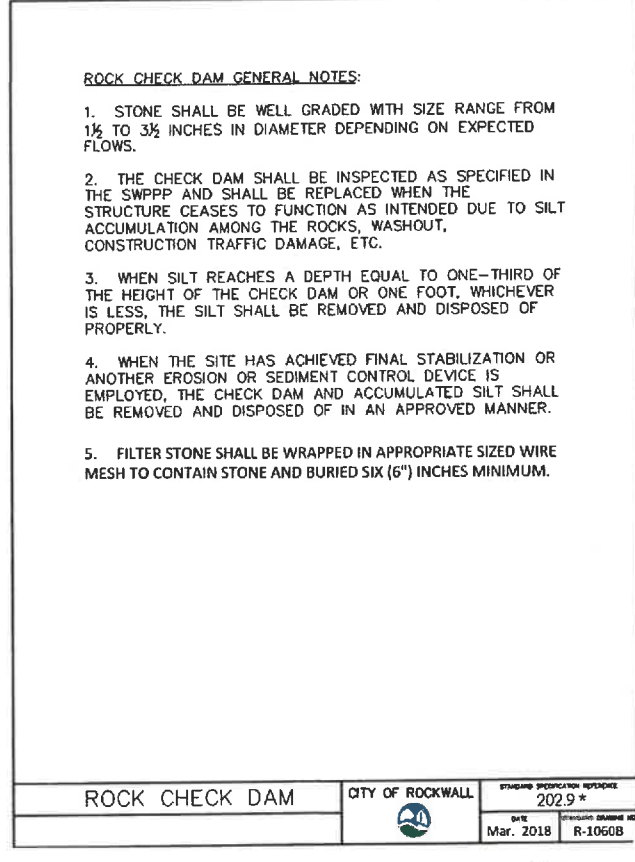 ROCK CHECK DAM GENERAL NOTES:
1. STONE SHALL BE WELL GRADED WITH SIZE RANGE FROM
1½ TO 3½ INCHES IN DIAMETER DEPENDING ON EXPECTED
FLOWS.
2. THE CHECK DAM SHALL BE INSPECTED AS SPECIFIED IN
THE SWPPP AND SHALL BE REPLACED WHEN THE
STRUCTURE CEASES TO FUNCTION AS INTENDED DUE TO SILT
ACCUMULATION AMONG THE ROCKS, WASHOUT,
CONSTRUCTION TRAFFIC DAMAGE, ETC.
3. WHEN SILT REACHES A DEPTH EQUAL TO ONE-THIRD OF
THE HEIGHT OF THE CHECK DAM OR ONE FOOT, WHICHEVER
IS LESS, THE SILT SHALL BE REMOVED AND DISPOSED OF
PROPERLY.
4. WHEN THE SITE HAS ACHIEVED FINAL STABILIZATION OR
ANOTHER EROSION OR SEDIMENT CONTROL DEVICE IS
EMPLOYED, THE CHECK DAM AND ACCUMULATED SILT SHALL
BE REMOVED AND DISPOSED OF IN AN APPROVED MANNER.
5. FILTER STONE SHALL BE WRAPPED IN APPROPRIATE SIZED WIRE
MESH TO CONTAIN STONE AND BURIED SIX (6") INCHES MINIMUM.
ROCK CHECK DAM
CITY OF ROCKWALL
STANDARD SPECIFICATION REFERENCE
202.9 *
DATE
Mar. 2018
STANDARD DRAWING NO
R-1060B